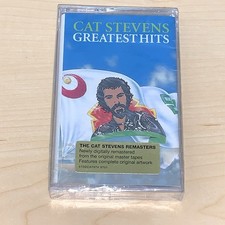 CAT STEVENS
GREATEST HITS
THE CAT STEVENS REMASTERS
Newly digitally remastered
from the original master tapes
Features complete original artwork